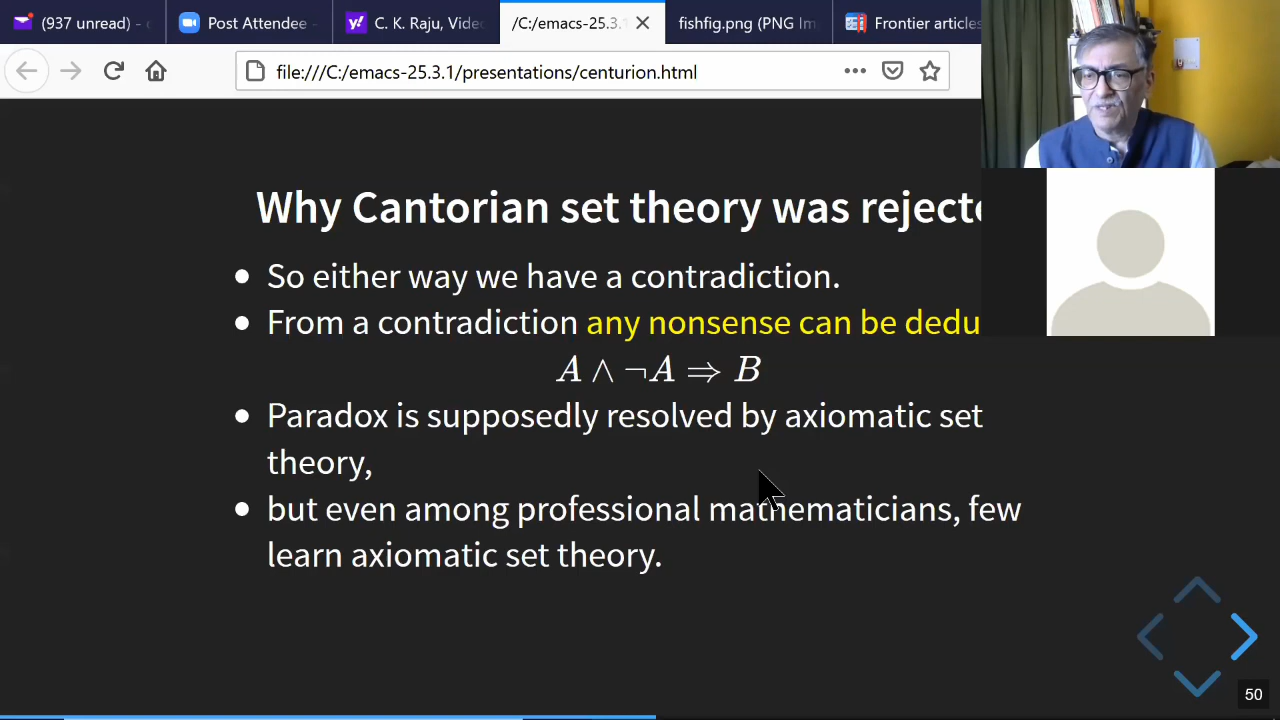 (937 unread) - c
Post Attendee -
C. K. Raju, Vide
/C:/emacs-25.3.1
fishfig.png (PNG Im
Frontier articles
file:///C:/emacs-25.3.1/presentations/centurion.html
Why Cantorian set theory was rejecte
So either way we have a contradiction.
From a contradiction any nonsense can be dedu
A ∧ ¬A ⇒ B
Paradox is supposedly resolved by axiomatic set
theory,
but even among professional mathematicians, few
learn axiomatic set theory.
50